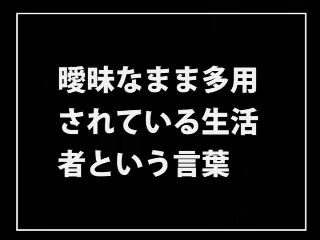 曖昧なまま多用
されている生活
者という言葉